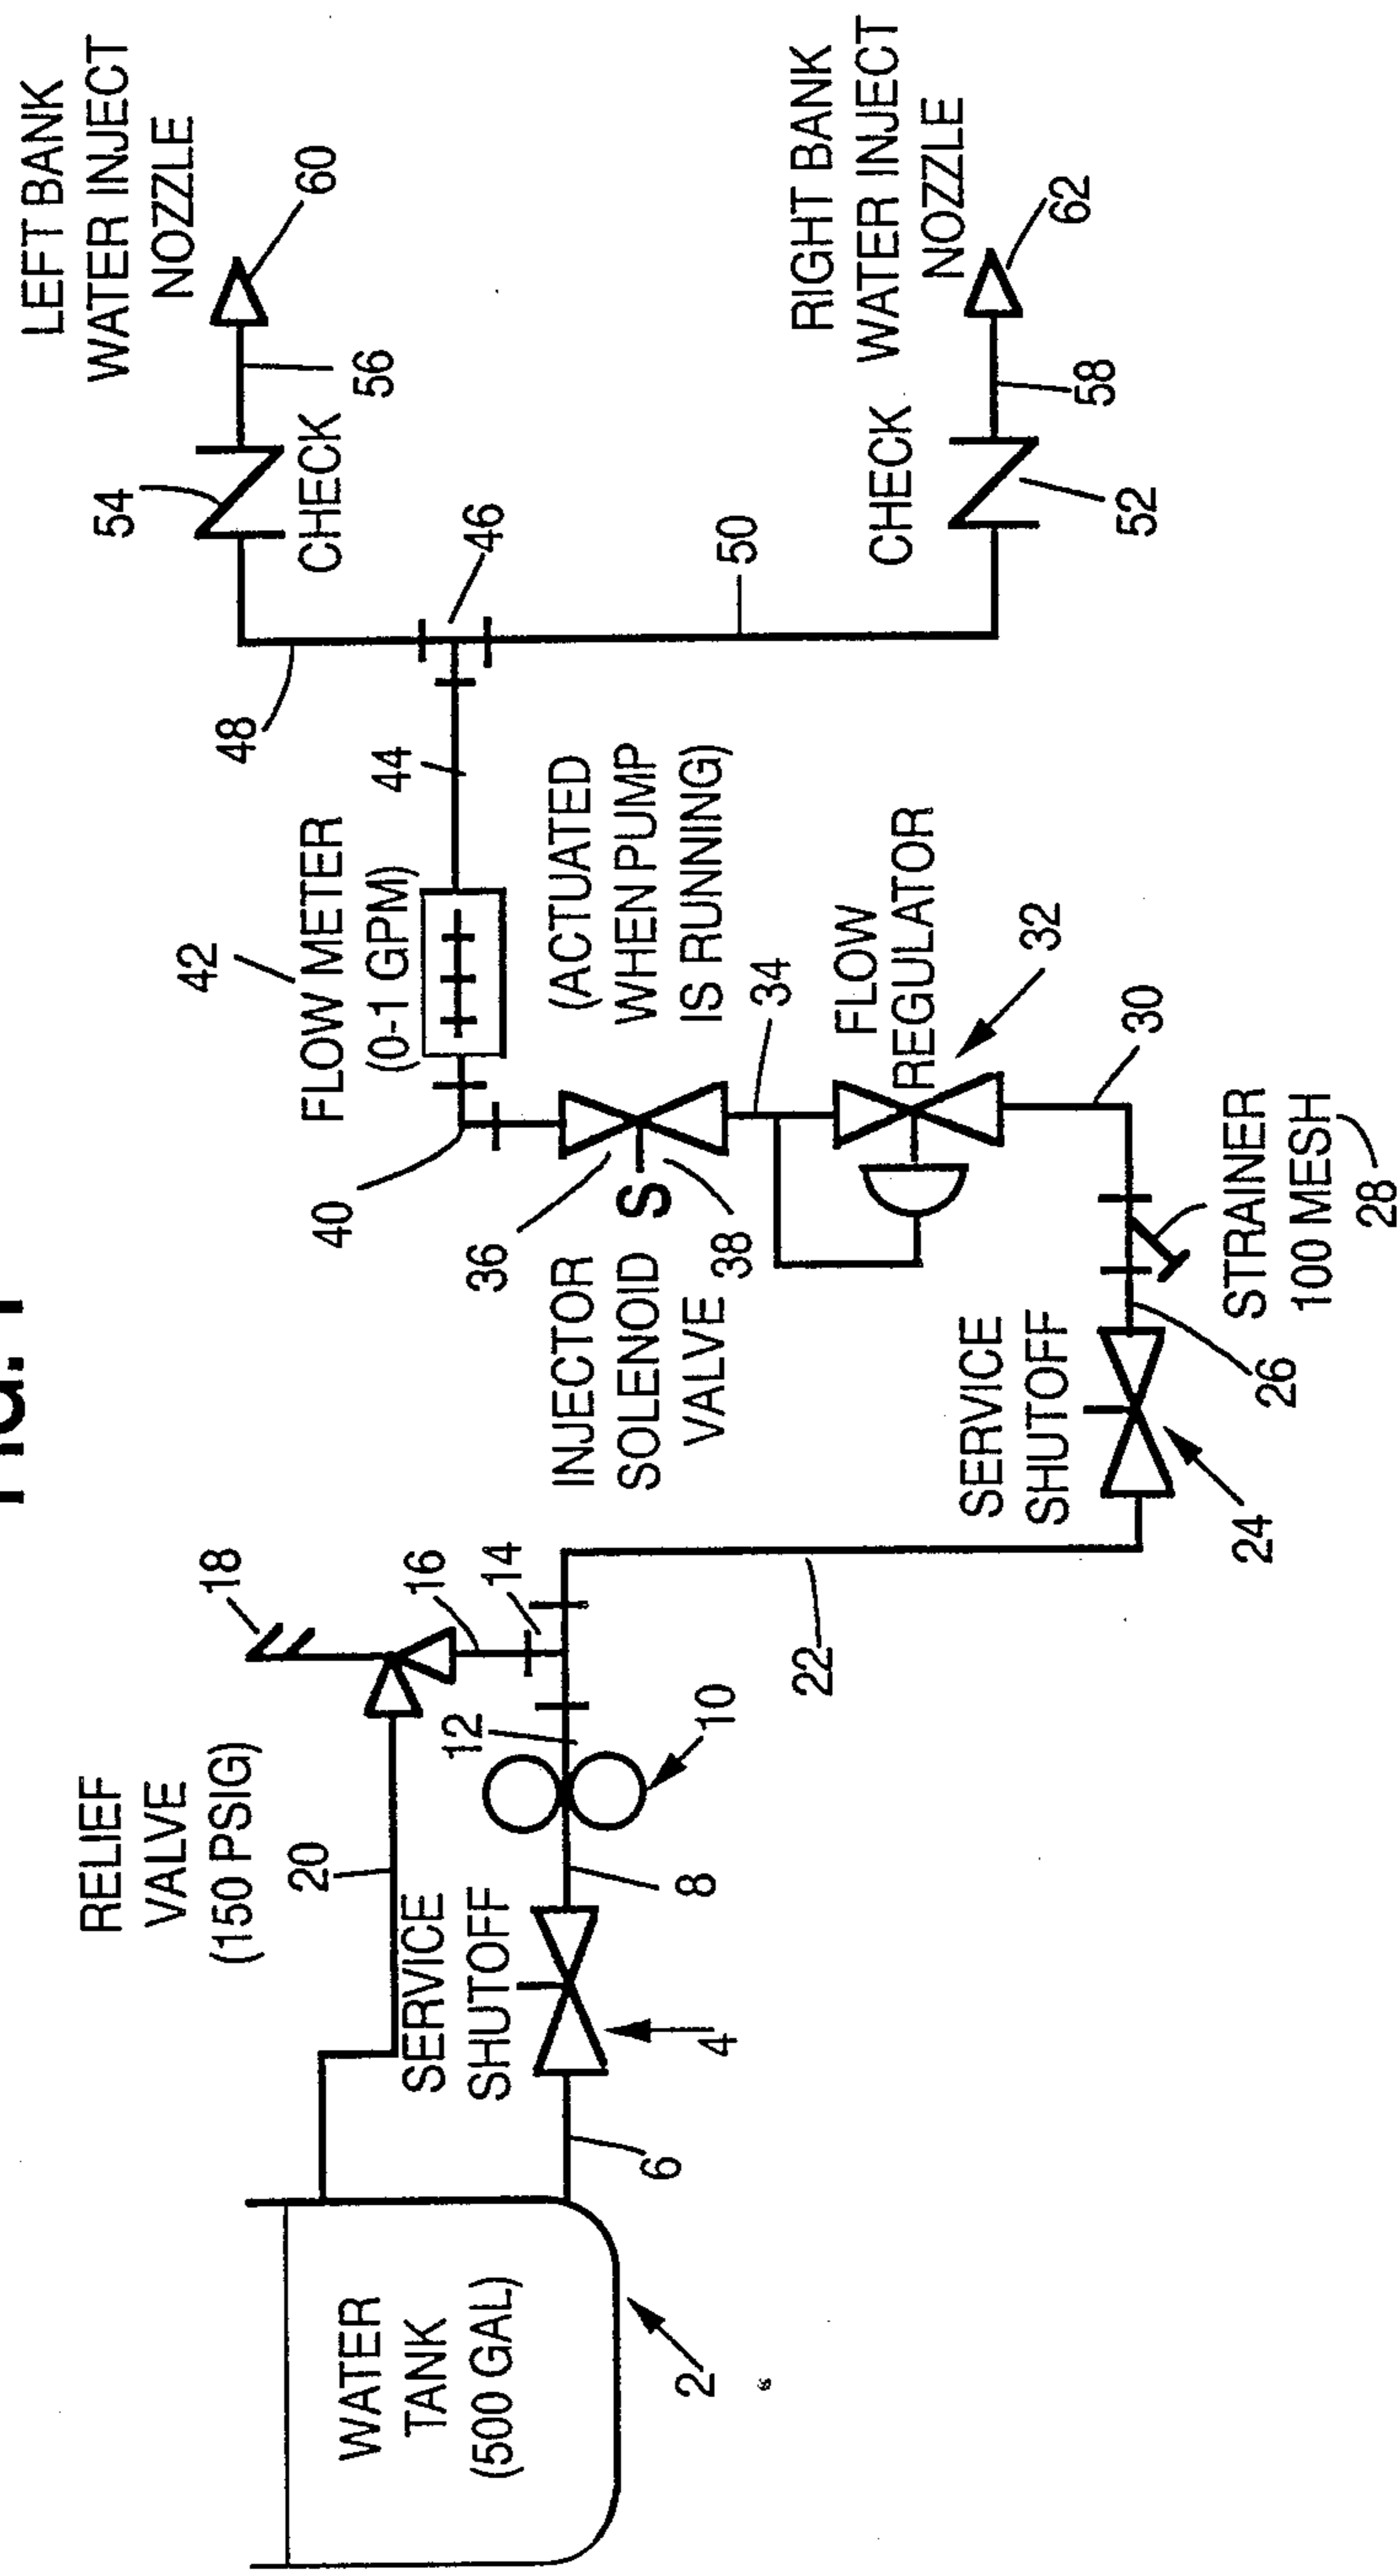 FIG. 1
LEFT BANK
WATER INJECT
NOZZLE
60
56
54
CHECK
46
48
50
RIGHT BANK
WATER INJECT
NOZZLE
62
58
CHECK
52
44
42
FLOW METER
(0-1 GPM)
(ACTUATED
WHEN PUMP
IS RUNNING)
40
36
S
38
INJECTOR
SOLENOID
VALVE
34
FLOW
REGULATOR
32
30
STRAINER
100 MESH
28
26
SERVICE
SHUTOFF
24
22
18
16
14
12
10
RELIEF
VALVE
(150 PSIG)
20
SERVICE
SHUTOFF
8
4
6
WATER
TANK
(500 GAL)
2